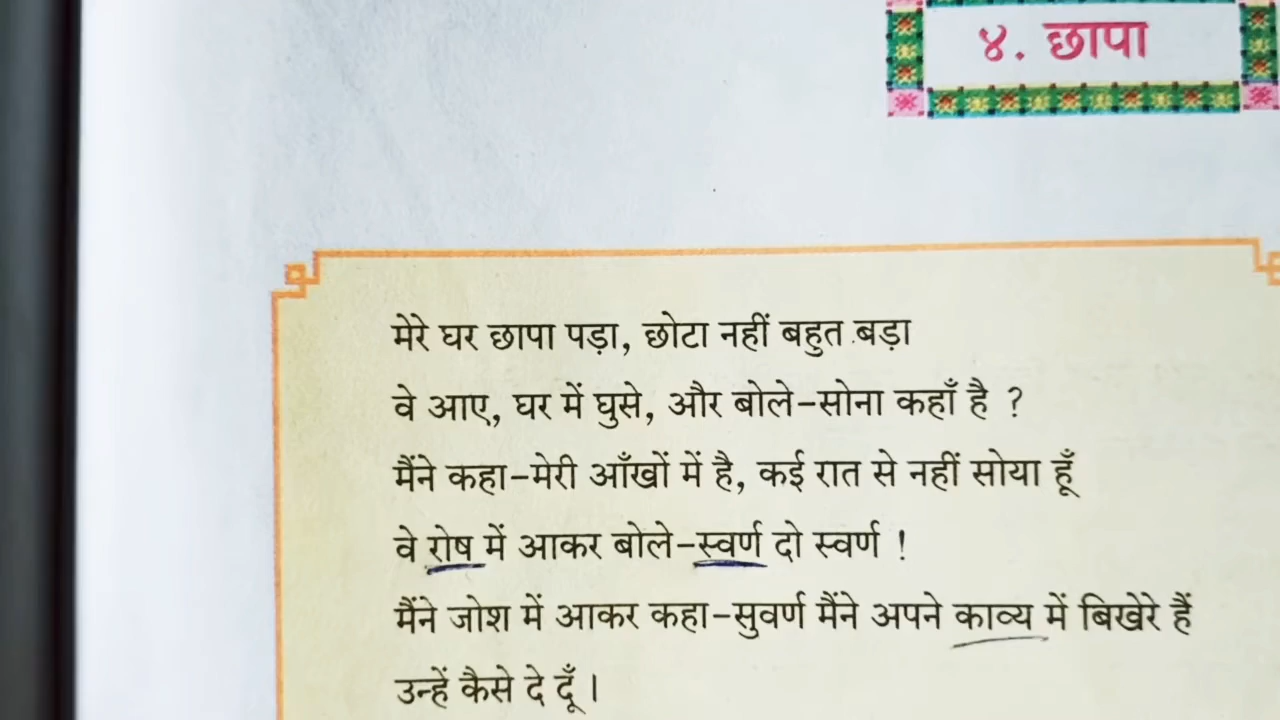 ४. छापा
मेरे घर छापा पड़ा, छोटा नहीं बहुत बड़ा
वे आए, घर में घुसे, और बोले-सोना कहाँ है ?
मैंने कहा-मेरी आँखों में है, कई रात से नहीं सोया हूँ
वे रोष में आकर बोले-स्वर्ण दो स्वर्ण !
मैंने जोश में आकर कहा-सुवर्ण मैंने अपने काव्य में बिखेरे हैं
उन्हें कैसे दे दूँ ।